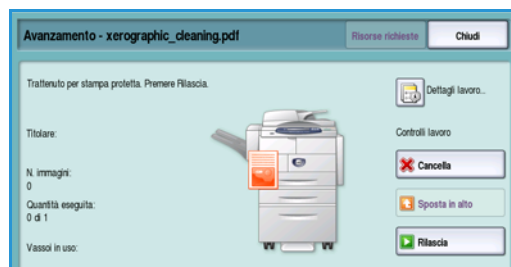 Avanzamento - xerographic_cleaning.pdf
Risorse richieste
Chiudi
Trattenuto per stampa protetta. Premere Rilascia.
Dettagli lavoro..
Titolare:
Controlli lavoro
N. immagini:
0
Cancella
Quantità eseguita:
0 di 1
Sposta in alto
Vassoi in uso:
Rilascia